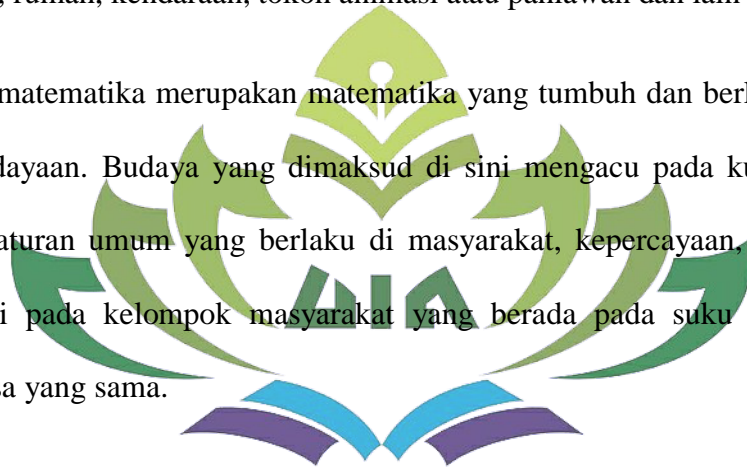 rumah, kendaraan, tokoh animasi atau pahlawan dan lain
matematika merupakan matematika yang tumbuh dan berk
dayaan. Budaya yang dimaksud di sini mengacu pada ku
aturan umum yang berlaku di masyarakat, kepercayaan,
i pada kelompok masyarakat yang berada pada suku
sa yang sama.
UIN